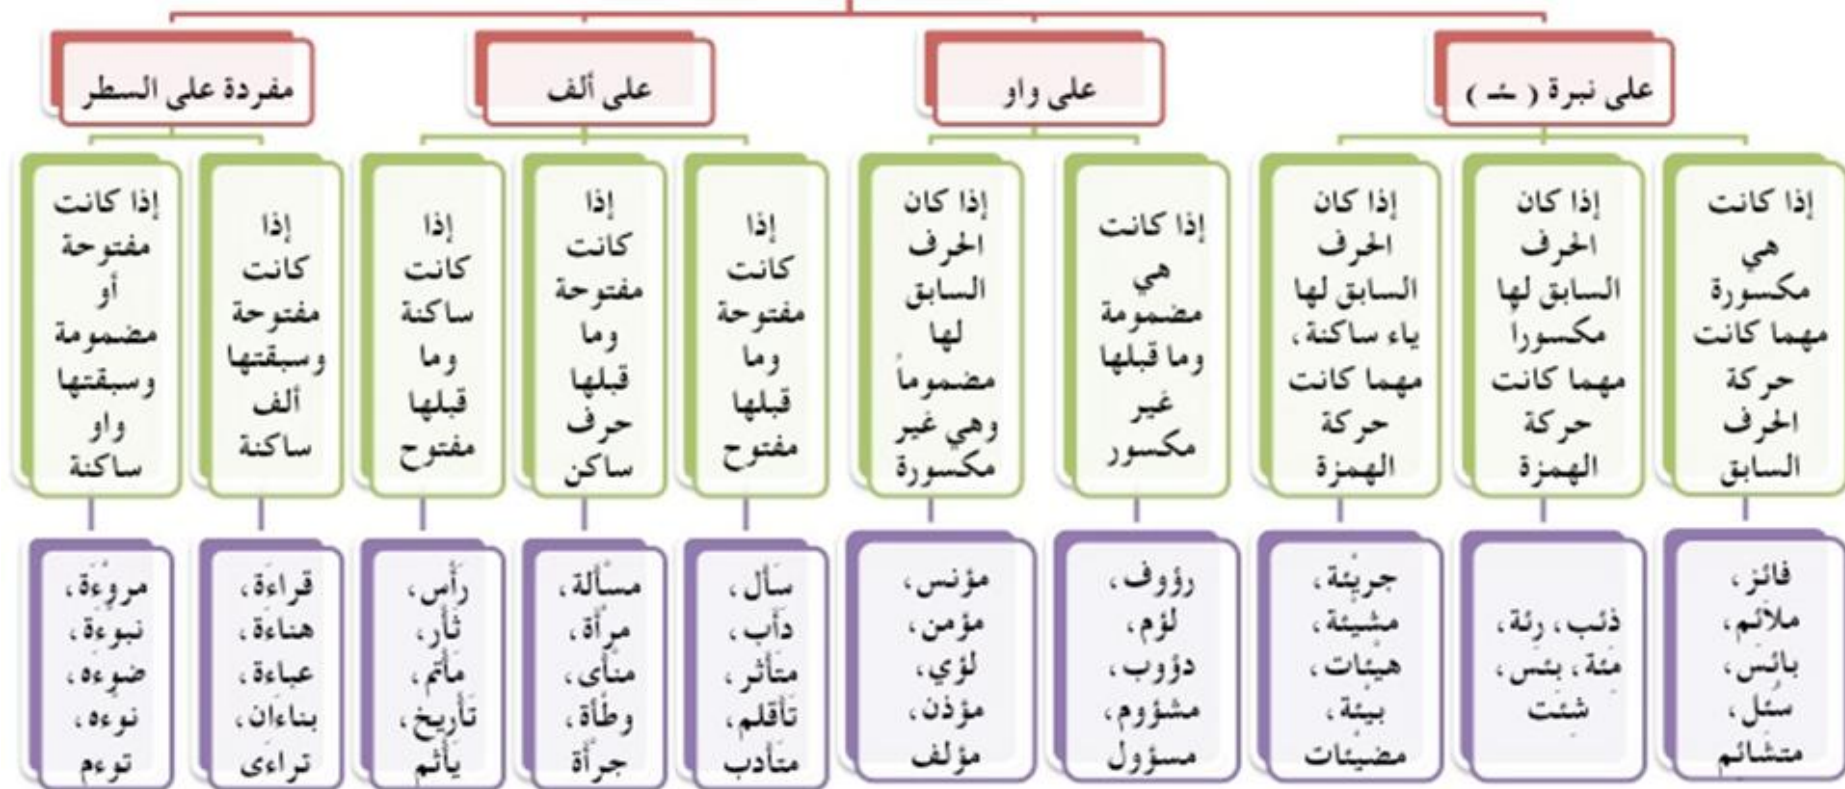 على نبرة ( ـئـ )
على واو
على ألف
مفردة على السطر
إذا كانت
هي
مكسورة
مهما كانت
حركة
الحرف
السابق
إذا كان
الحرف
السابق لها
مكسوراً
مهما كانت
حركة
الهمزة
إذا كان
الحرف
السابق لها
ياء ساكنة،
مهما كانت
حركة
الهمزة
إذا كانت
هي
مضمومة
وما قبلها
غير
مكسور
إذا كان
الحرف
السابق
لها
مضموماً
وهي غير
مكسورة
إذا
كانت
مفتوحة
وما
قبلها
مفتوح
إذا
كانت
مفتوحة
وما
قبلها
حرف
ساكن
إذا
كانت
ساكنة
وما
قبلها
مفتوح
إذا
كانت
مفتوحة
وسبقتها
ألف
ساكنة
إذا كانت
مفتوحة
أو
مضمومة
وسبقتها
واو
ساكنة
فائز،
ملائم،
بائس،
سئل،
متشائم
ذئب، رئة،
مئة، بئس،
شئت
جريئة،
مشيئة،
هيئات،
بيئة،
مضيئات
رؤوف،
لؤم،
دؤوب،
مشؤوم،
مسؤول
مؤنس،
مؤمن،
لؤي،
مؤذن،
مؤلف
سأل،
دأب،
متأثر،
تأقلم،
متأدب
مسألة،
مرأة،
منأى،
وطأة،
جرأة
رأس،
ثأر،
مأتم،
تأريخ،
يأثم
قراءة،
هناءة،
عباءة،
بناءان،
تراءى
مروءة،
نبوءة،
ضوءه،
نوءه،
توءم